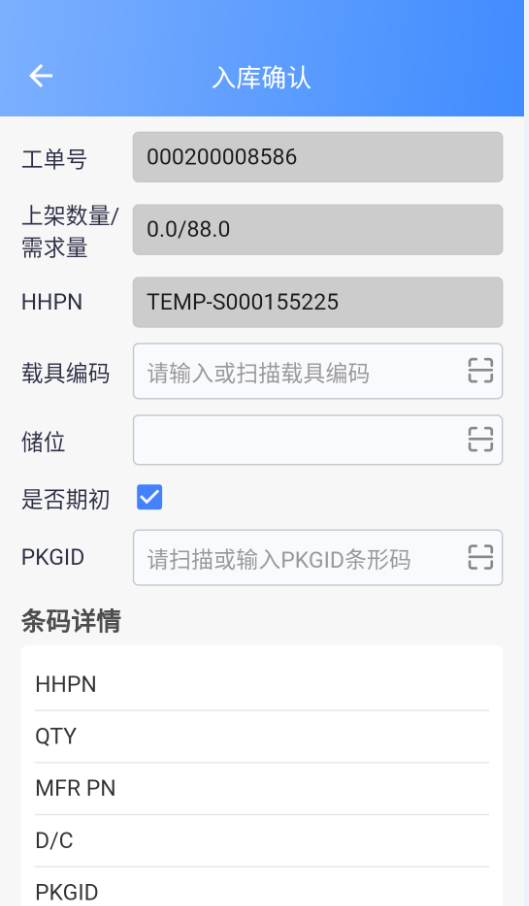 入库确认
工单号 000200008586
上架数量/
需求量 0.0/88.0
HHPN TEMP-S000155225
载具编码 请输入或扫描载具编码
储位
是否期初
PKGID 请扫描或输入PKGID条形码
条码详情
HHPN
QTY
MFR PN
D/C
PKGID